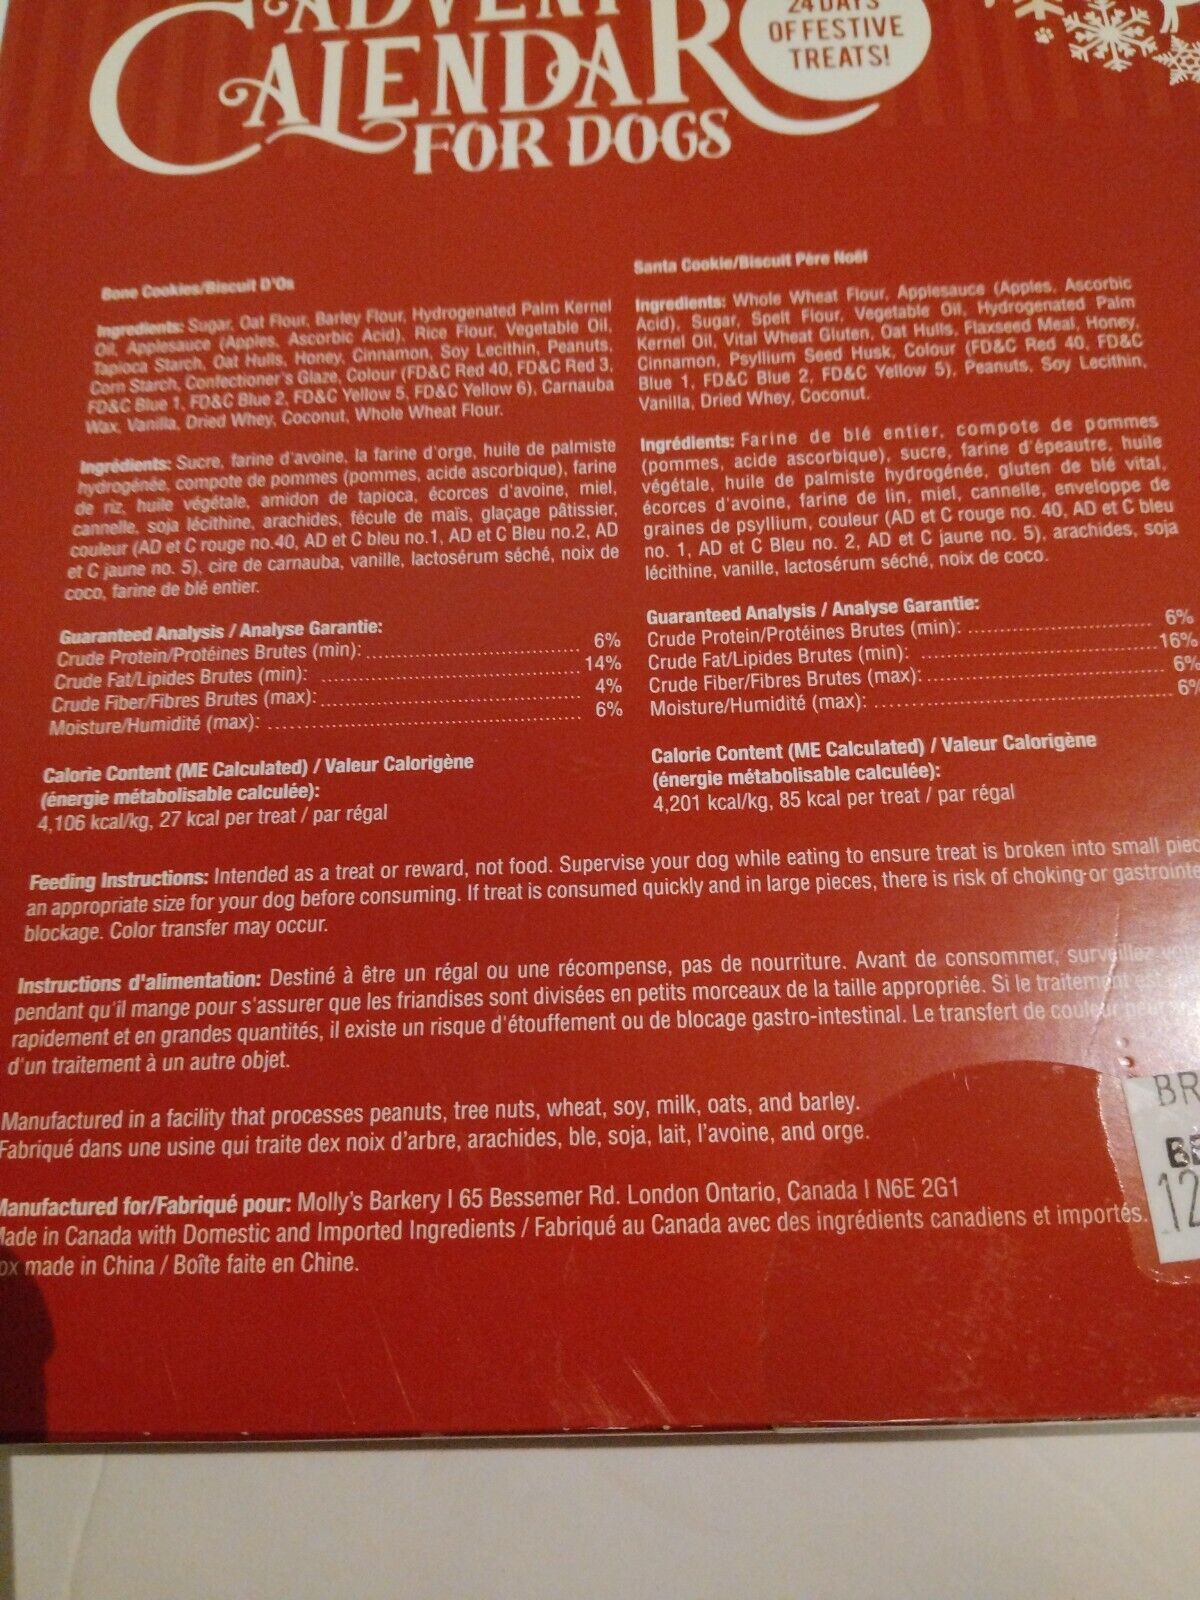 ADVENT
CALENDAR
FOR DOGS
24 DAYS
OF FESTIVE
TREATS!
Bone Cookies/Biscuit D'Os
Ingredients: Sugar, Oat Flour, Barley Flour, Hydrogenated Palm Kernel
Oil, Applesauce (Apples, Ascorbic Acid), Rice Flour, Vegetable Oil,
Tapioca Starch, Oat Hulls, Honey, Cinnamon, Soy Lecithin, Peanuts,
Corn Starch, Confectioner's Glaze, Colour (FD&C Red 40, FD&C Red 3,
FD&C Blue 1, FD&C Blue 2, FD&C Yellow 5, FD&C Yellow 6), Carnauba
Wax, Vanilla, Dried Whey, Coconut, Whole Wheat Flour.
Ingrédients: Sucre, farine d'avoine, la farine d'orge, huile de palmiste
hydrogénée, compote de pommes (pommes, acide ascorbique), farine
de riz, huile végétale, amidon de tapioca, écorces d'avoine, miel,
cannelle, soja lécithine, arachides, fécule de maïs, glaçage pâtissier,
couleur (AD et C rouge no.40, AD et C bleu no.1, AD et C Bleu no.2, AD
et C jaune no. 5), cire de carnauba, vanille, lactosérum séché, noix de
coco, farine de blé entier.
Guaranteed Analysis / Analyse Garantie:
Crude Protein/Protéines Brutes (min): 6%
Crude Fat/Lipides Brutes (min): 14%
Crude Fiber/Fibres Brutes (max): 4%
Moisture/Humidité (max): 6%
Calorie Content (ME Calculated) / Valeur Calorigène
(énergie métabolisable calculée):
4,106 kcal/kg, 27 kcal per treat / par régal
Santa Cookie/Biscuit Père Noël
Ingredients: Whole Wheat Flour, Applesauce (Apples, Ascorbic
Acid), Sugar, Spelt Flour, Vegetable Oil, Hydrogenated Palm
Kernel Oil, Vital Wheat Gluten, Oat Hulls, Flaxseed Meal, Honey,
Cinnamon, Psyllium Seed Husk, Colour (FD&C Red 40, FD&C
Blue 1, FD&C Blue 2, FD&C Yellow 5), Peanuts, Soy Lecithin,
Vanilla, Dried Whey, Coconut.
Ingrédients: Farine de blé entier, compote de pommes
(pommes, acide ascorbique), sucre, farine d'épeautre, huile
végétale, huile de palmiste hydrogénée, gluten de blé vital,
écorces d'avoine, farine de lin, miel, cannelle, enveloppe de
graines de psyllium, couleur (AD et C rouge no. 40, AD et C bleu
no. 1, AD et C Bleu no. 2, AD et C jaune no. 5), arachides, soja
lécithine, vanille, lactosérum séché, noix de coco.
Guaranteed Analysis / Analyse Garantie:
Crude Protein/Protéines Brutes (min): 6%
Crude Fat/Lipides Brutes (min): 16%
Crude Fiber/Fibres Brutes (max): 6%
Moisture/Humidité (max): 6%
Calorie Content (ME Calculated) / Valeur Calorigène
(énergie métabolisable calculée):
4,201 kcal/kg, 85 kcal per treat / par régal
Feeding Instructions: Intended as a treat or reward, not food. Supervise your dog while eating to ensure treat is broken into small piec
an appropriate size for your dog before consuming. If treat is consumed quickly and in large pieces, there is risk of choking or gastrointe
blockage. Color transfer may occur.
Instructions d'alimentation: Destiné à être un régal ou une récompense, pas de nourriture. Avant de consommer, surveillez
pendant qu'il mange pour s'assurer que les friandises sont divisées en petits morceaux de la taille appropriée. Si le traitement
rapidement et en grandes quantités, il existe un risque d'étouffement ou de blocage gastro-intestinal. Le transfert de couleur
d'un traitement à un autre objet.
Manufactured in a facility that processes peanuts, tree nuts, wheat, soy, milk, oats, and barley.
Fabriqué dans une usine qui traite dex noix d'arbre, arachides, ble, soja, lait, l'avoine, and orge.
Manufactured for/Fabriqué pour: Molly's Barkery | 65 Bessemer Rd. London Ontario, Canada | N6E 2G1
Made in Canada with Domestic and Imported Ingredients / Fabriqué au Canada avec des ingrédients canadiens et importés.
ox made in China / Boîte faite en Chine.
BR
BE
12